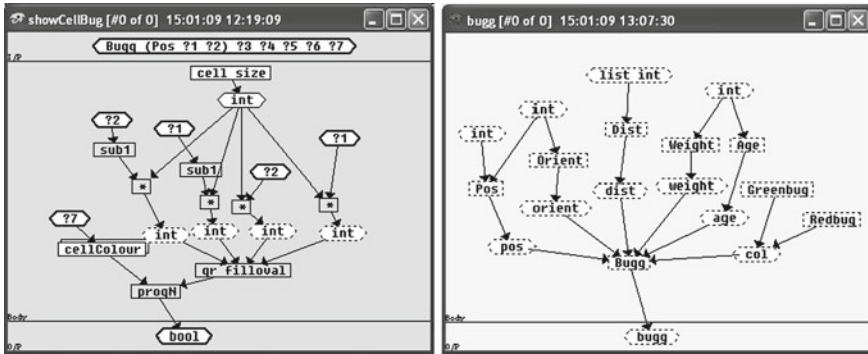 showCellBug [#0 of 0] 15:01:09 12:19:09
Bugg (Pos ?1 ?2) ?3 ?4 ?5 ?6 ?7
I/P
cell size
int
?2
?1
?1
sub1
sub1
?2
*
*
*
*
?7
int
int
int
int
cellColour
qr filloval
progN
Body
bool
O/P
bugg [#0 of 0] 15:01:09 13:07:30
list int
int
int
int
Dist
Weight
Age
Orient
Pos
dist
weight
Greenbug
orient
age
Redbug
pos
col
Bugg
Body
bugg
O/P